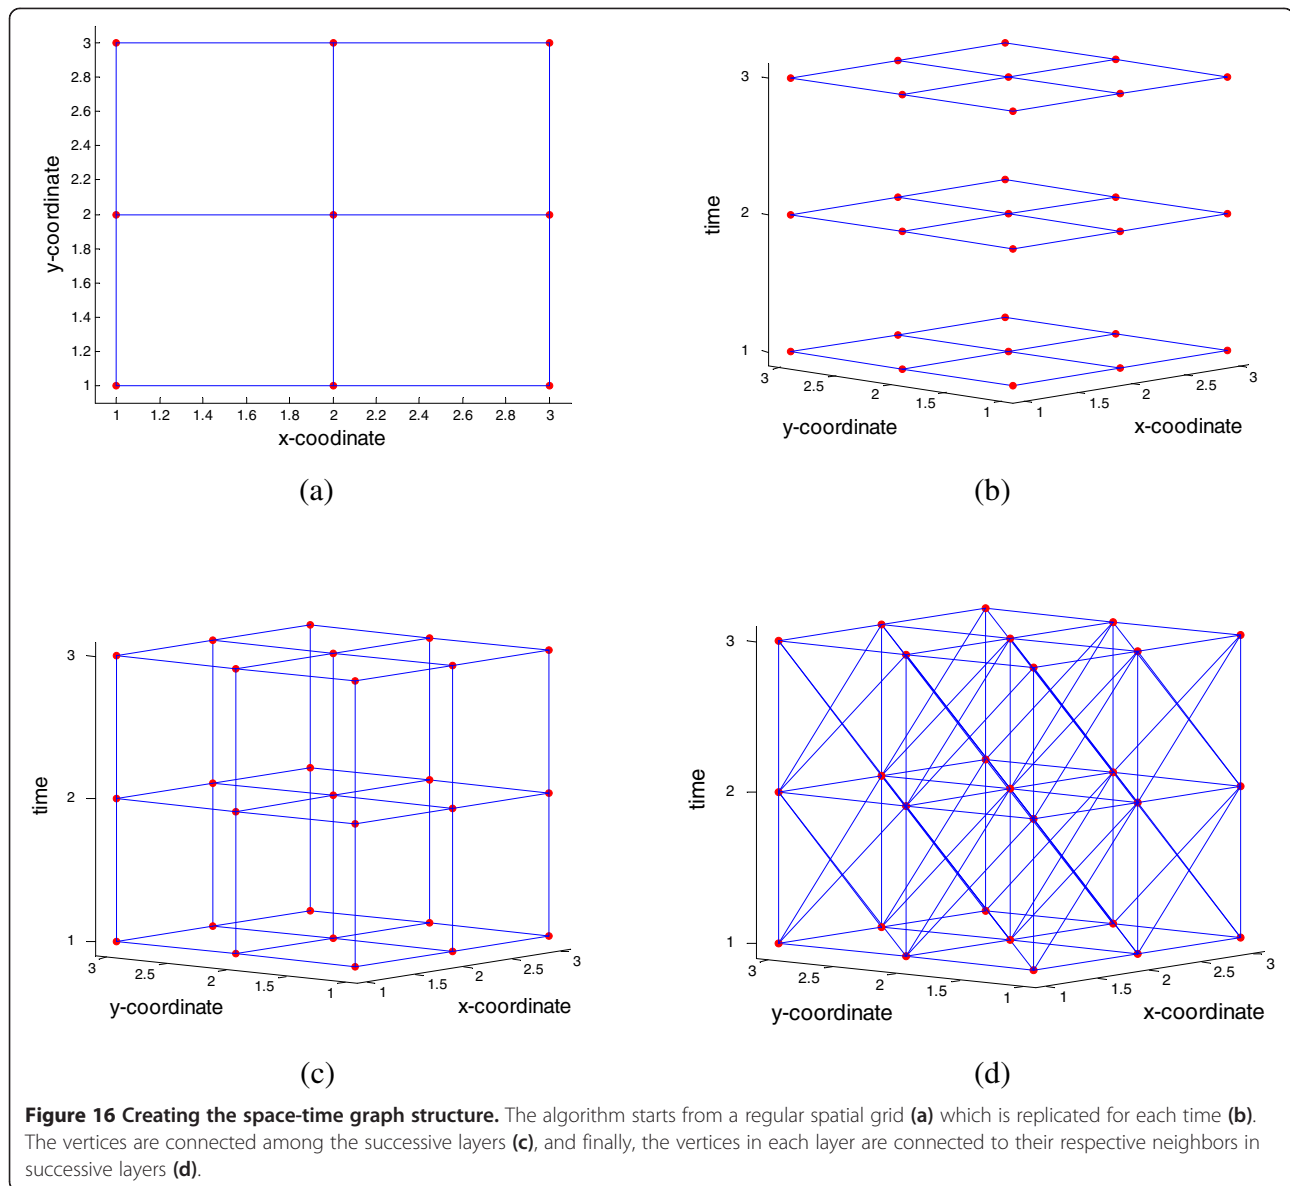 3
2.8
2.6
2.4
2.2
2
1.8
1.6
1.4
1.2
1
y-coordinate
1 1.2 1.4 1.6 1.8 2 2.2 2.4 2.6 2.8 3
x-coodinate
(a)
3
2
1
time
3 2.5 2 1.5 1
1 1.5 2 2.5 3
y-coordinate
x-coordinate
(b)
3
2
1
time
3 2.5 2 1.5 1
1 1.5 2 2.5 3
y-coordinate
x-coordinate
(c)
3
2
1
time
3 2.5 2 1.5 1
1 1.5 2 2.5 3
y-coordinate
x-coordinate
(d)
Figure 16 Creating the space-time graph structure. The algorithm starts from a regular spatial grid (a) which is replicated for each time (b).
The vertices are connected among the successive layers (c), and finally, the vertices in each layer are connected to their respective neighbors in
successive layers (d).